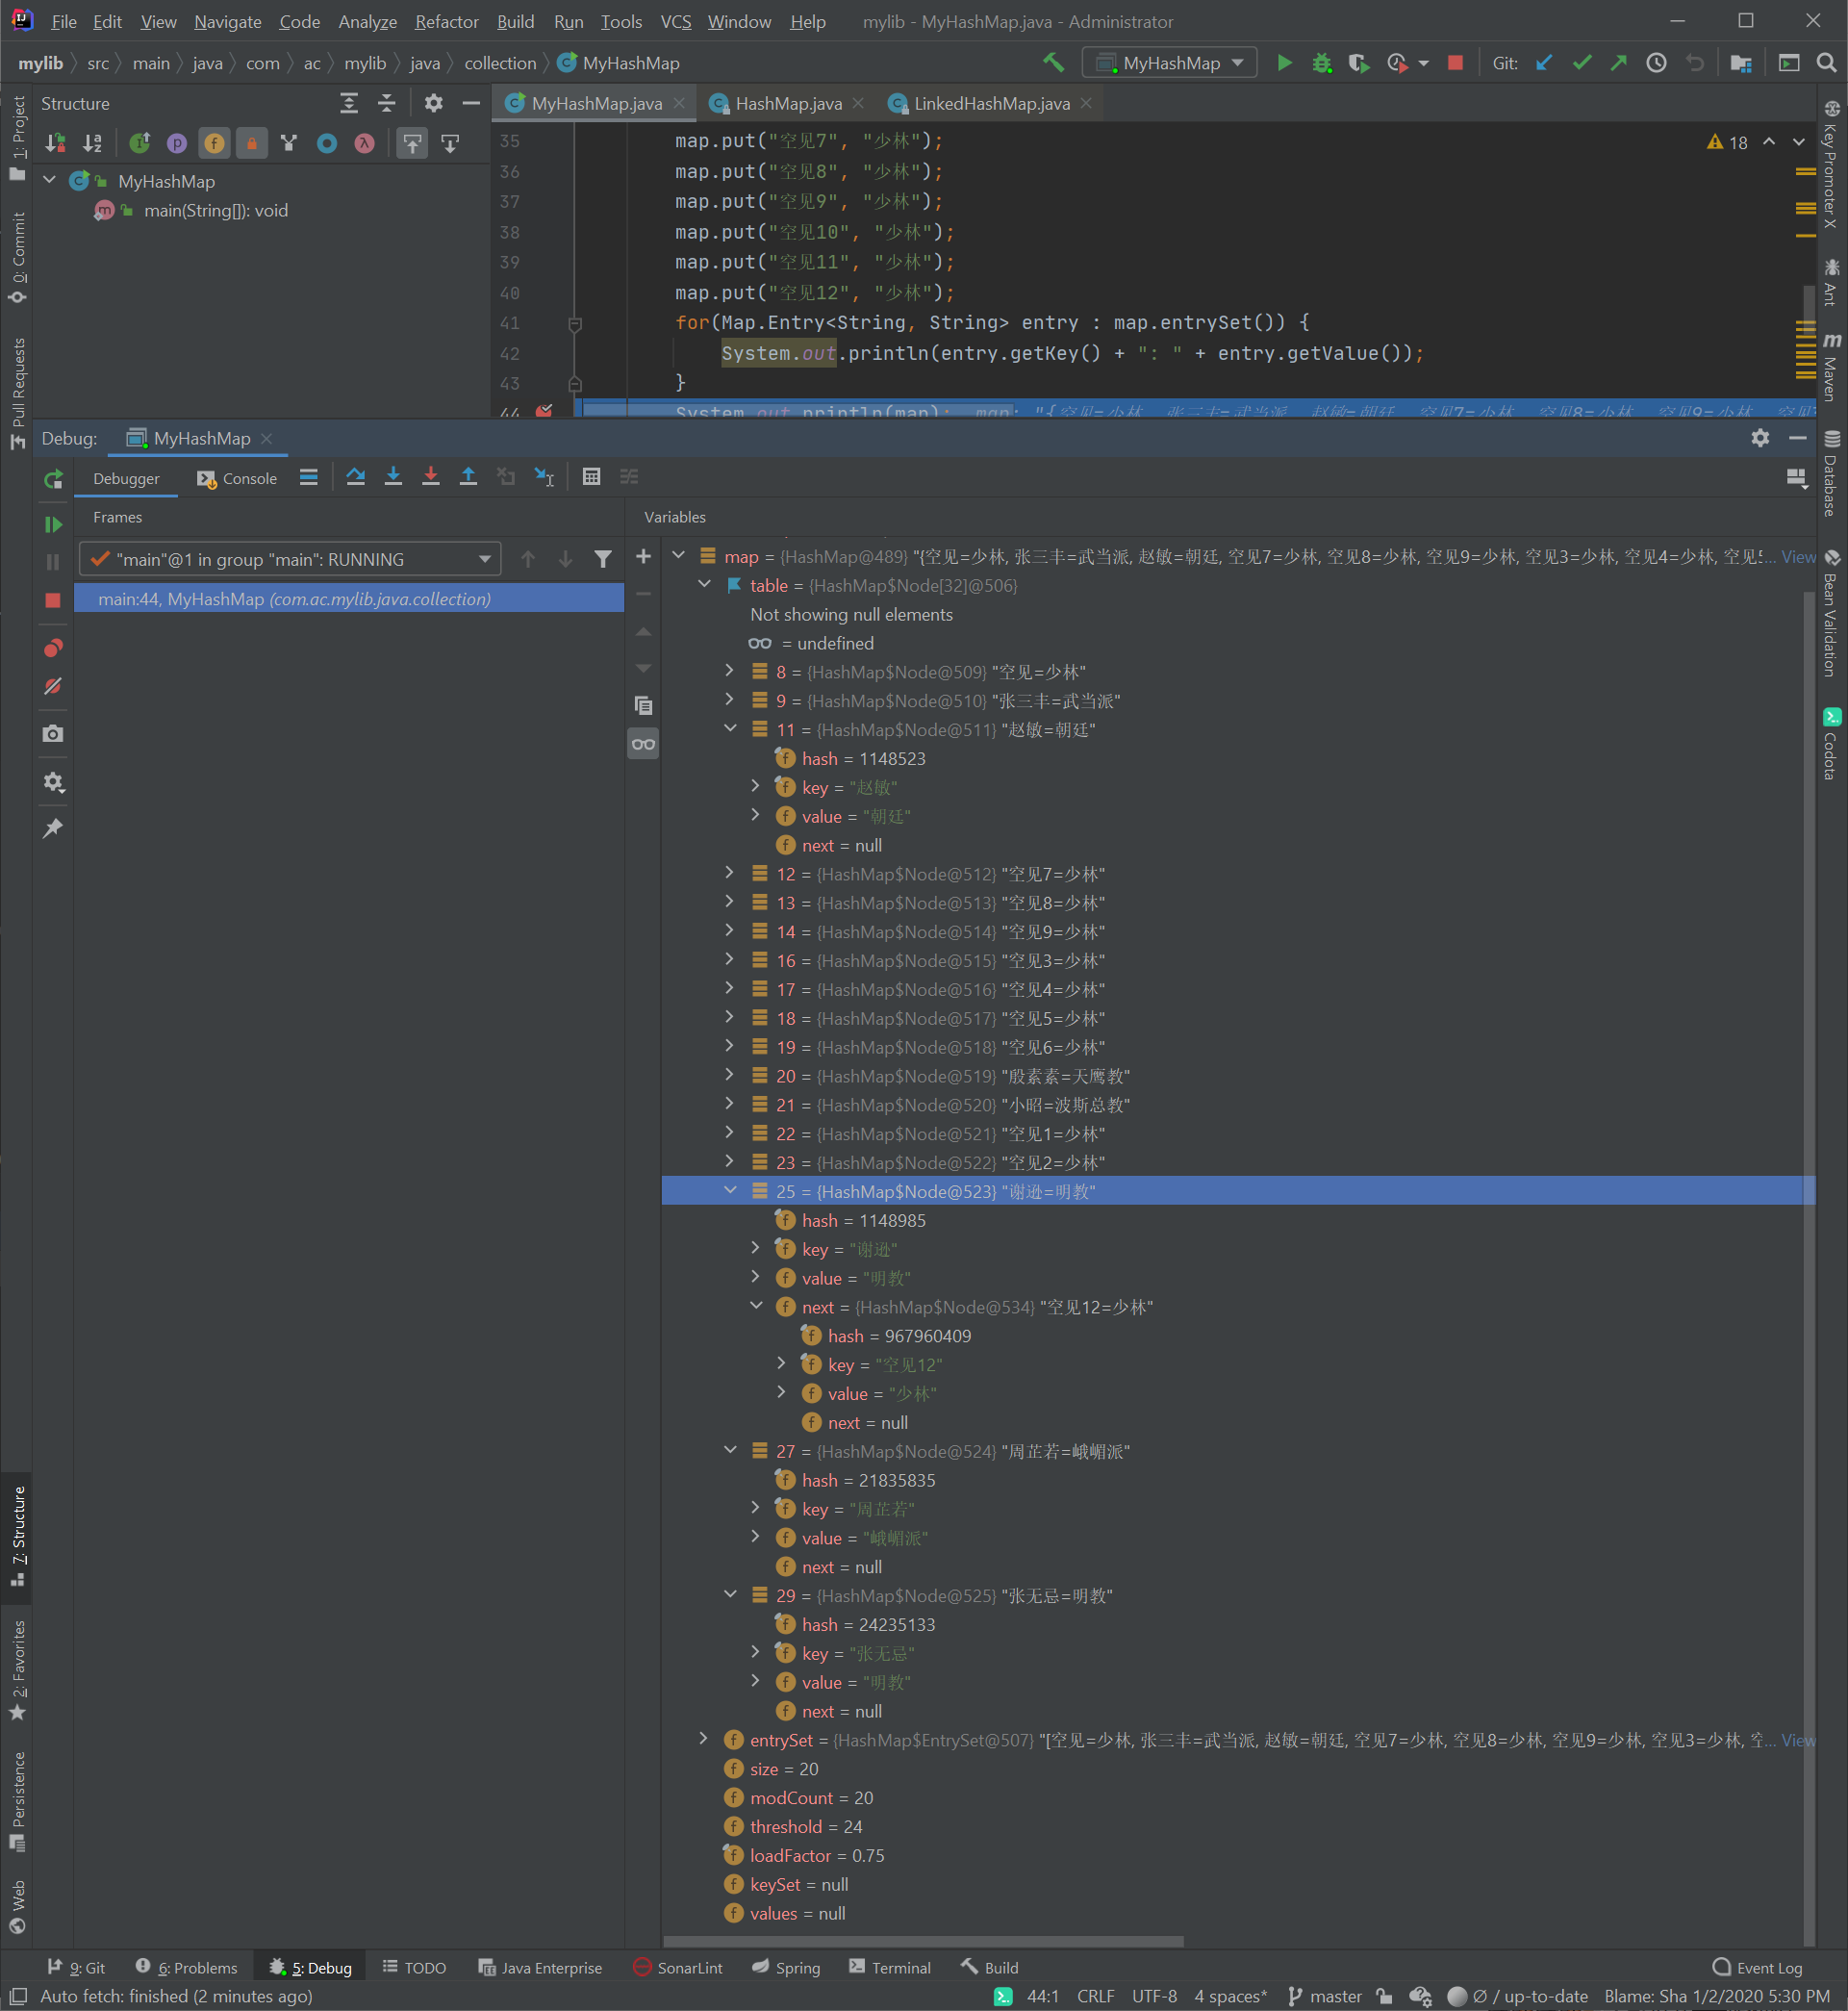 File Edit View Navigate Code Analyze Refactor Build Run Tools VCS Window Help mylib - MyHashMap.java - Administrator
mylib src main java com ac mylib java collection MyHashMap MyHashMap Git:
Structure
MyHashMap.java HashMap.java LinkedHashMap.java
MyHashMap
main(String[]): void
18
35 map.put("空见7", "少林");
36 map.put("空见8", "少林");
37 map.put("空见9", "少林");
38 map.put("空见10", "少林");
39 map.put("空见11", "少林");
40 map.put("空见12", "少林");
41 for(Map.Entry<String, String> entry : map.entrySet()) {
42 System.out.println(entry.getKey() + ": " + entry.getValue());
43 }
44 System.out.println(map); map: "{空见=少林, 张三丰=武当派, 赵敏=朝廷, 空见7=少林, 空见8=少林, 空见9=少林,
Debug: MyHashMap
Debugger Console
Frames
"main"@1 in group "main": RUNNING
main:44, MyHashMap (com.ac.mylib.java.collection)
Variables
map = {HashMap@489} "{空见=少林, 张三丰=武当派, 赵敏=朝廷, 空见7=少林, 空见8=少林, 空见9=少林, 空见3=少林, 空见4=少林, 空见5... View
table = {HashMap$Node[32]@506}
Not showing null elements
= undefined
8 = {HashMap$Node@509} "空见=少林"
9 = {HashMap$Node@510} "张三丰=武当派"
11 = {HashMap$Node@511} "赵敏=朝廷"
hash = 1148523
key = "赵敏"
value = "朝廷"
next = null
12 = {HashMap$Node@512} "空见7=少林"
13 = {HashMap$Node@513} "空见8=少林"
14 = {HashMap$Node@514} "空见9=少林"
16 = {HashMap$Node@515} "空见3=少林"
17 = {HashMap$Node@516} "空见4=少林"
18 = {HashMap$Node@517} "空见5=少林"
19 = {HashMap$Node@518} "空见6=少林"
20 = {HashMap$Node@519} "殷素素=天鹰教"
21 = {HashMap$Node@520} "小昭=波斯总教"
22 = {HashMap$Node@521} "空见1=少林"
23 = {HashMap$Node@522} "空见2=少林"
25 = {HashMap$Node@523} "谢逊=明教"
hash = 1148985
key = "谢逊"
value = "明教"
next = {HashMap$Node@534} "空见12=少林"
hash = 967960409
key = "空见12"
value = "少林"
next = null
27 = {HashMap$Node@524} "周芷若=峨嵋派"
hash = 21835835
key = "周芷若"
value = "峨嵋派"
next = null
29 = {HashMap$Node@525} "张无忌=明教"
hash = 24235133
key = "张无忌"
value = "明教"
next = null
entrySet = {HashMap$EntrySet@507} "[空见=少林, 张三丰=武当派, 赵敏=朝廷, 空见7=少林, 空见8=少林, 空见9=少林, 空见3=少林, 空... View
size = 20
modCount = 20
threshold = 24
loadFactor = 0.75
keySet = null
values = null
1: Project
0: Commit
Pull Requests
7: Structure
2: Favorites
Persistence
Web
Key Promoter X
Ant
Maven
Database
Bean Validation
Codota
9: Git 6: Problems 5: Debug TODO Java Enterprise SonarLint Spring Terminal Build Event Log
Auto fetch: finished (2 minutes ago) 44:1 CRLF UTF-8 4 spaces* master ∅ / up-to-date Blame: Sha 1/2/2020 5:30 PM